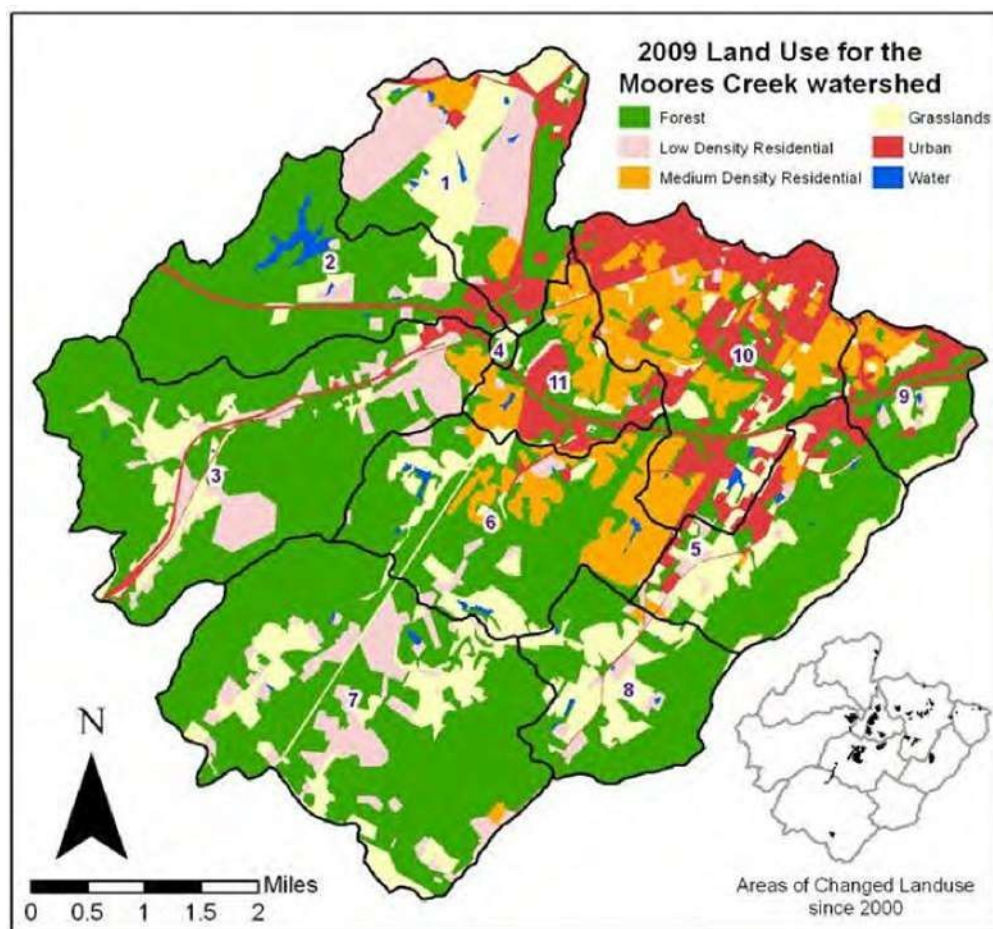 2009 Land Use for the
Moores Creek watershed
Forest
Grasslands
Low Density Residential
Urban
Medium Density Residential
Water
1
2
4
10
11
9
3
6
5
8
7
N
Miles
0 0.5 1 1.5 2
Areas of Changed Landuse
since 2000